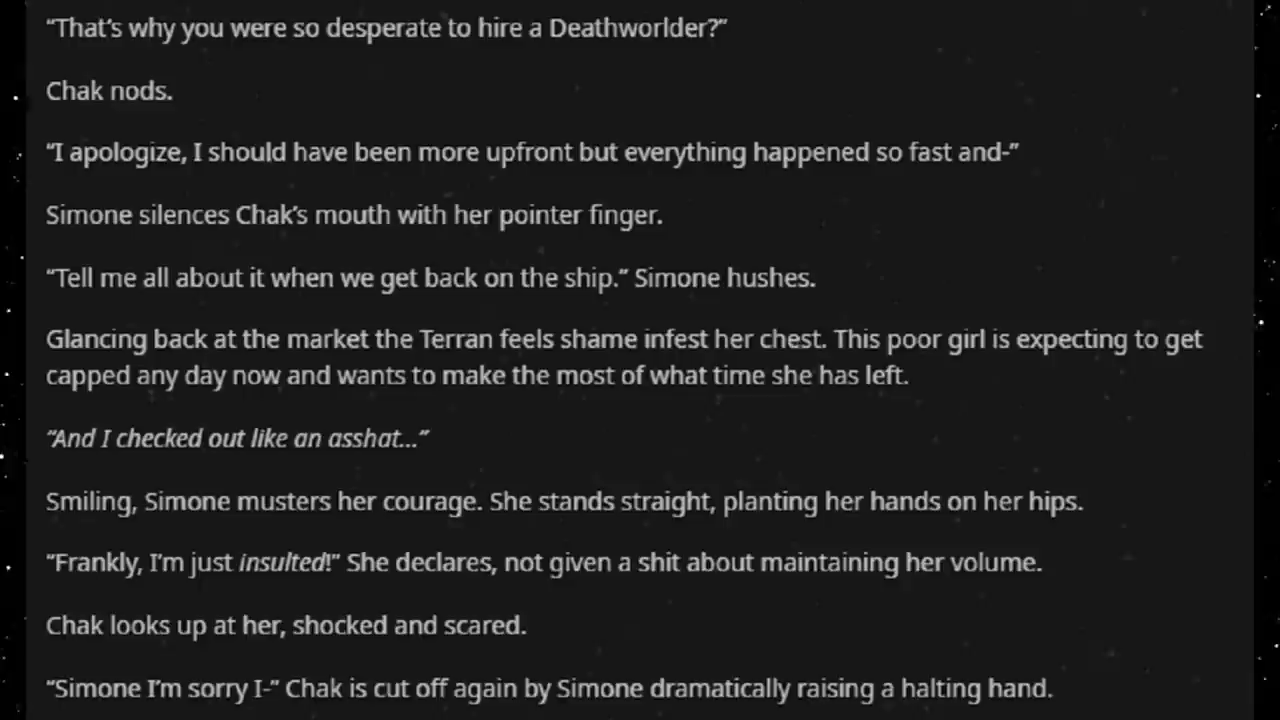 “That’s why you were so desperate to hire a Deathworlder?”
Chak nods.
“I apologize, I should have been more upfront but everything happened so fast and-”
Simone silences Chak’s mouth with her pointer finger.
“Tell me all about it when we get back on the ship.” Simone hushes.
Glancing back at the market the Terran feels shame infest her chest. This poor girl is expecting to get
capped any day now and wants to make the most of what time she has left.
“And I checked out like an asshat...”
Smiling, Simone musters her courage. She stands straight, planting her hands on her hips.
“Frankly, I’m just insulted!” She declares, not given a shit about maintaining her volume.
Chak looks up at her, shocked and scared.
“Simone I’m sorry I-” Chak is cut off again by Simone dramatically raising a halting hand.